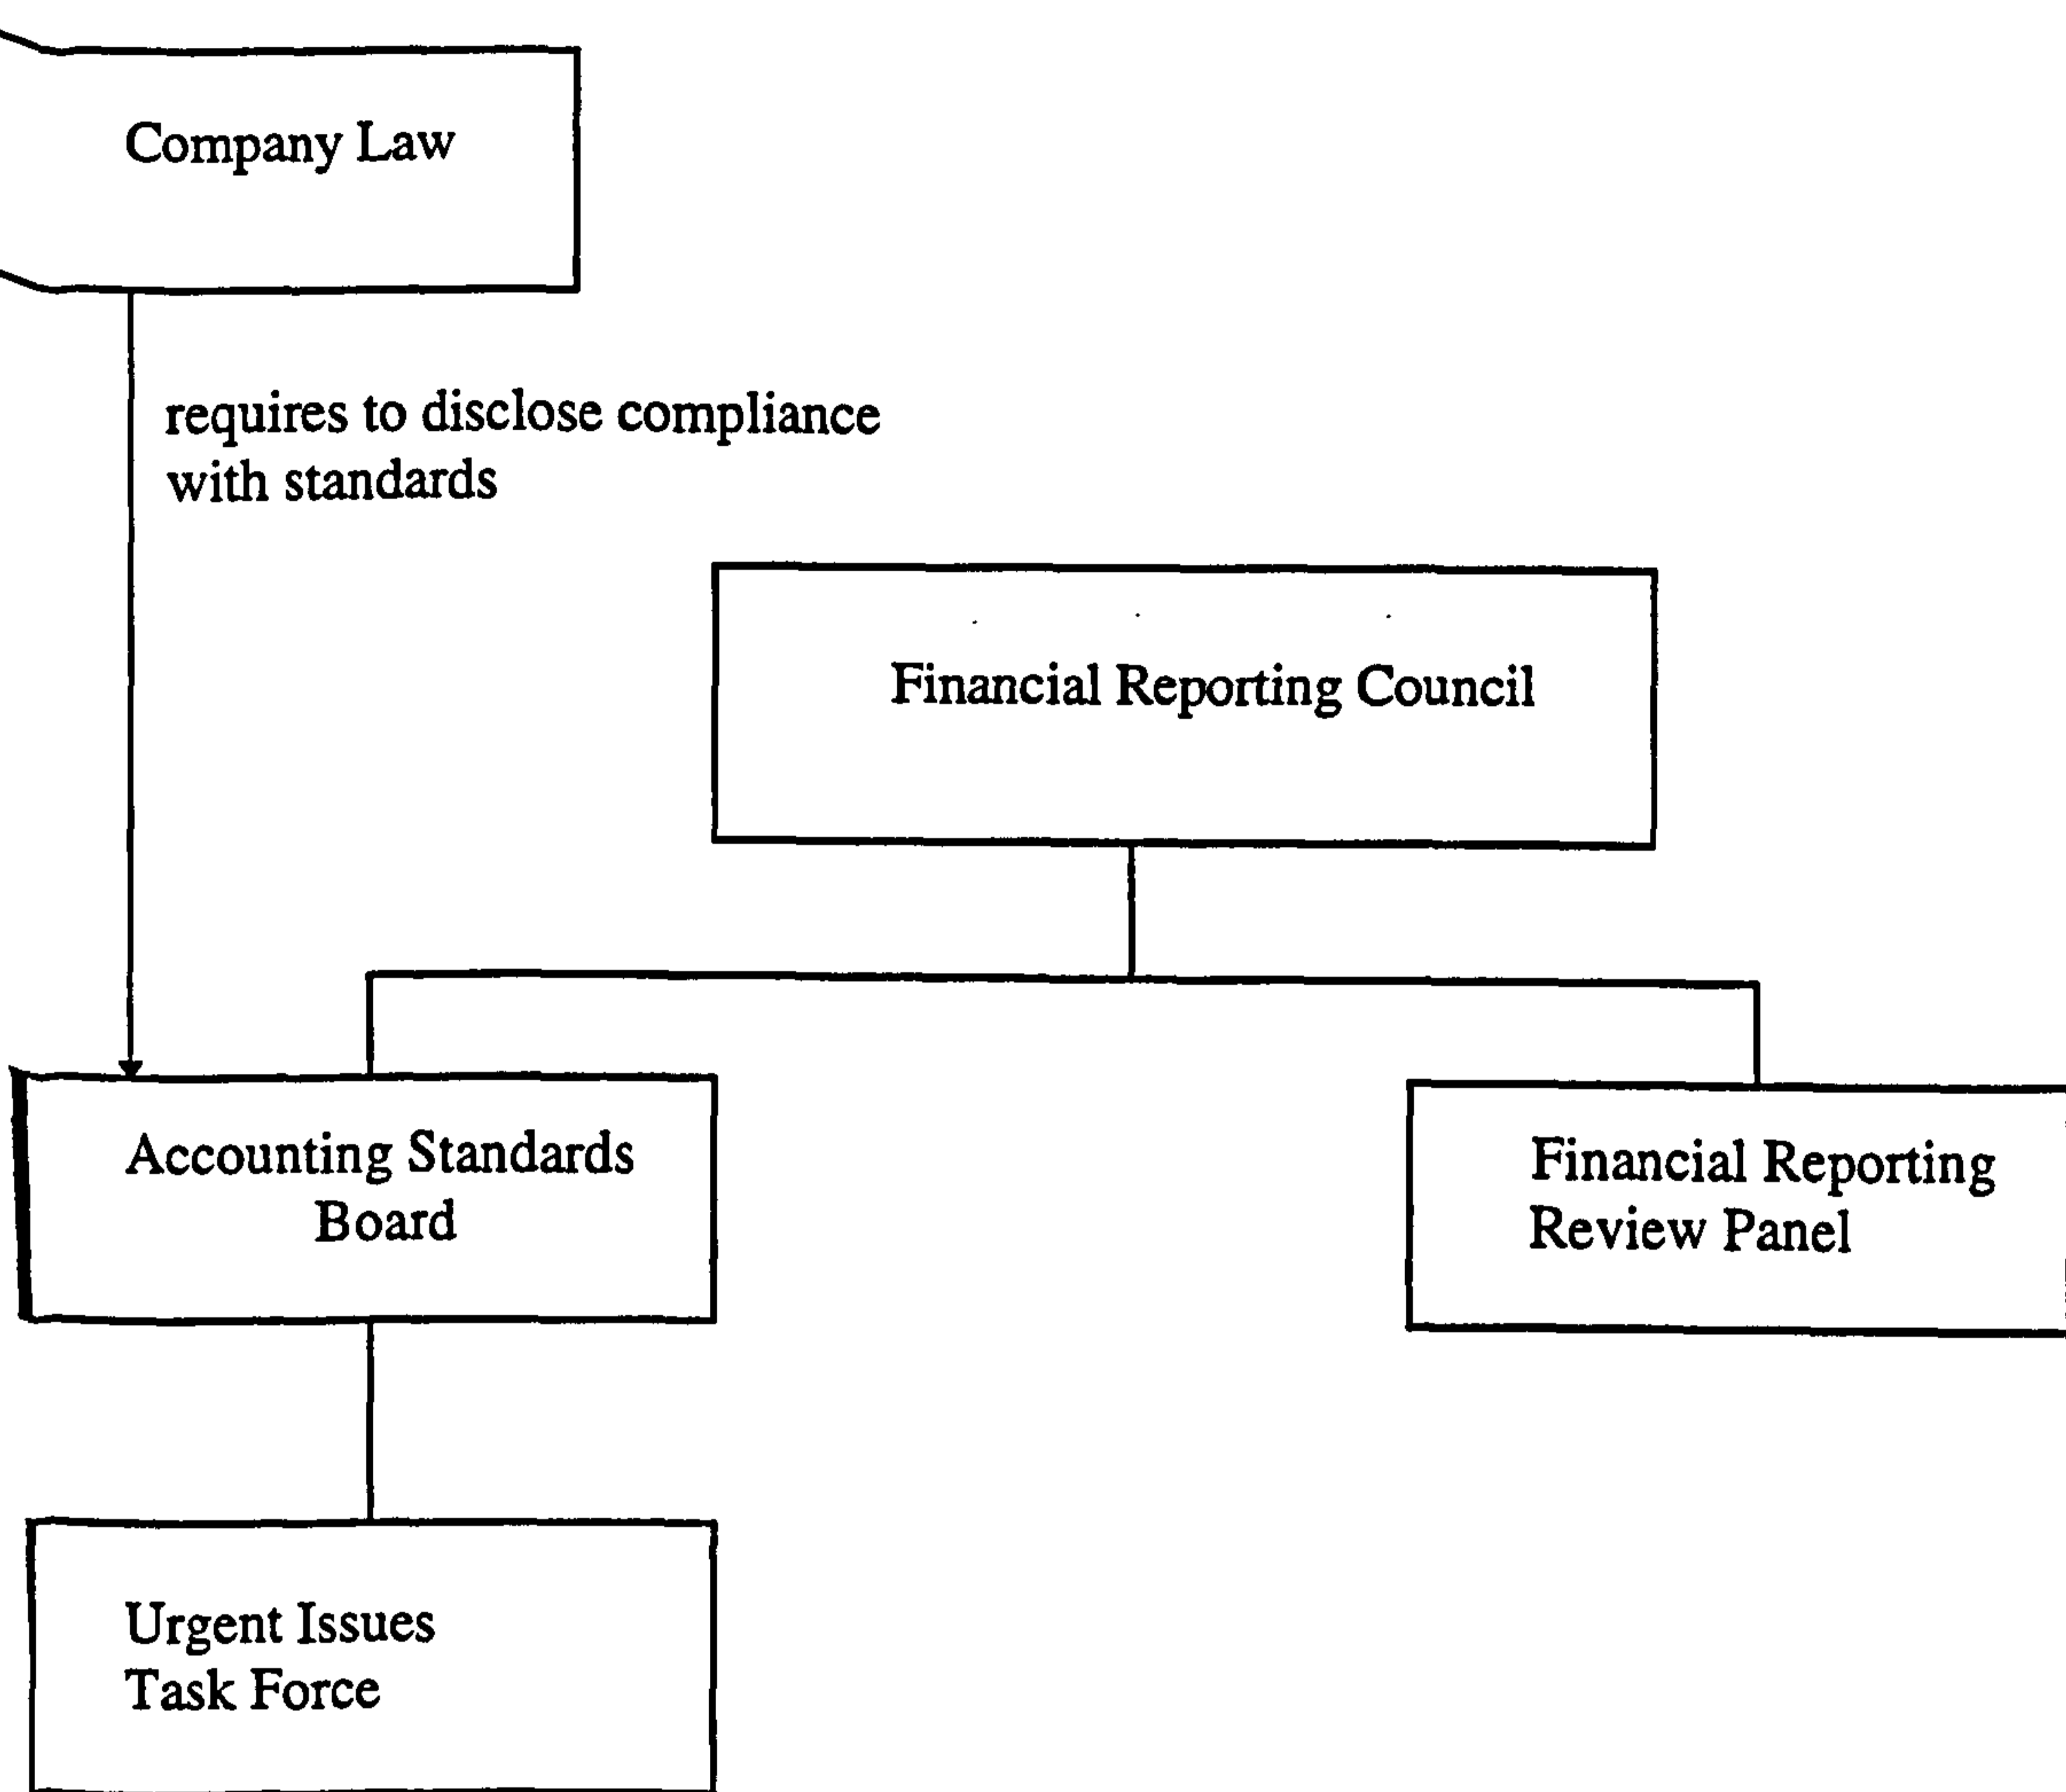 Company Law
requires to disclose compliance
with standards
Financial Reporting Council
Accounting Standards
Board
Financial Reporting
Review Panel
Urgent Issues
Task Force